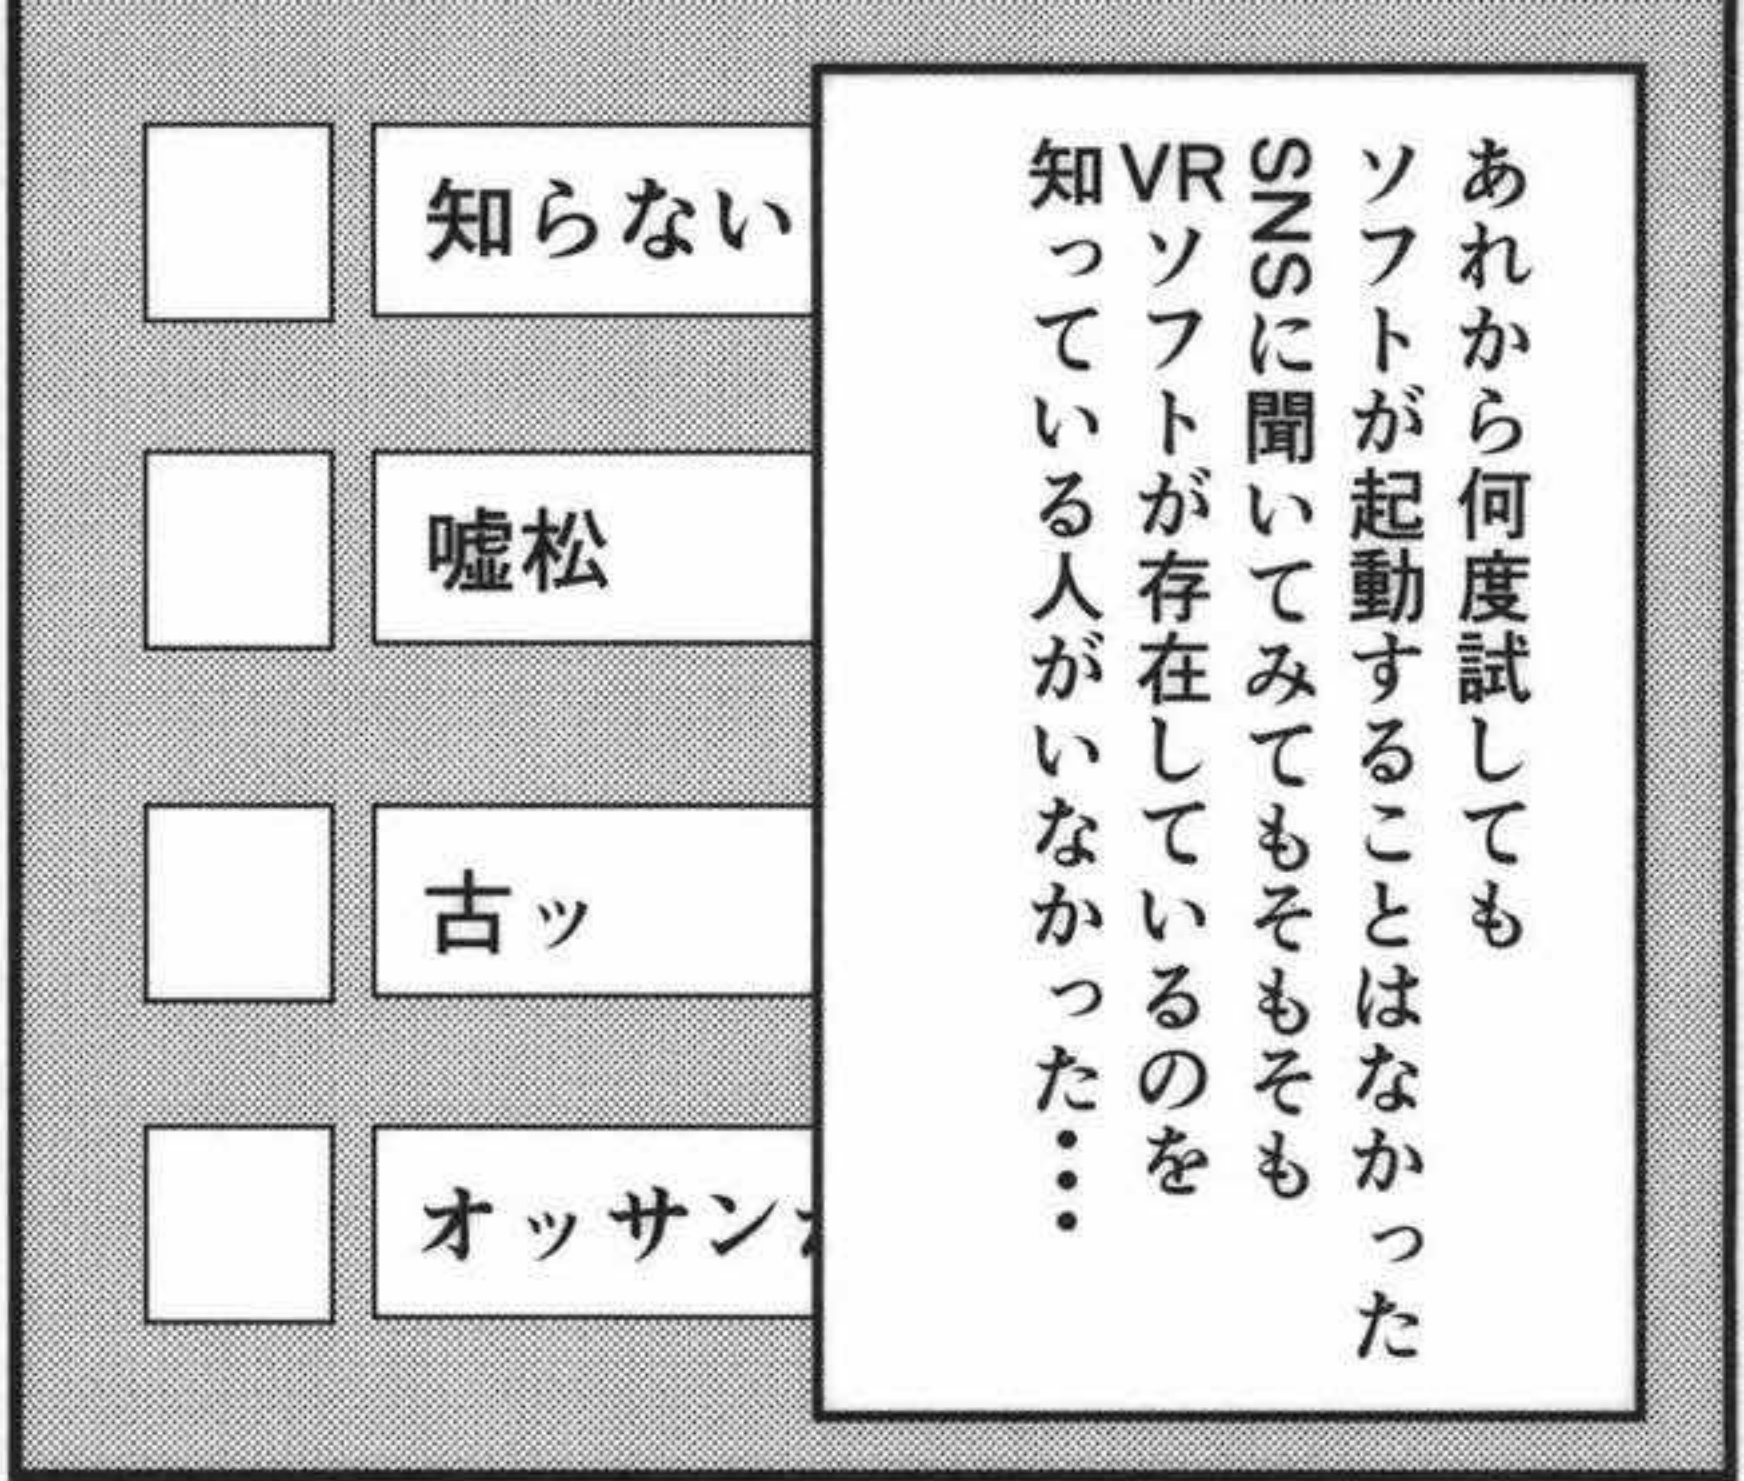 あれから何度試しても
ソフトが起動することはなかった
SNSに聞いてみてもそもそも
VRソフトが存在しているのを
知っている人がいなかった…
知らない
嘘松
古ッ
オッサン